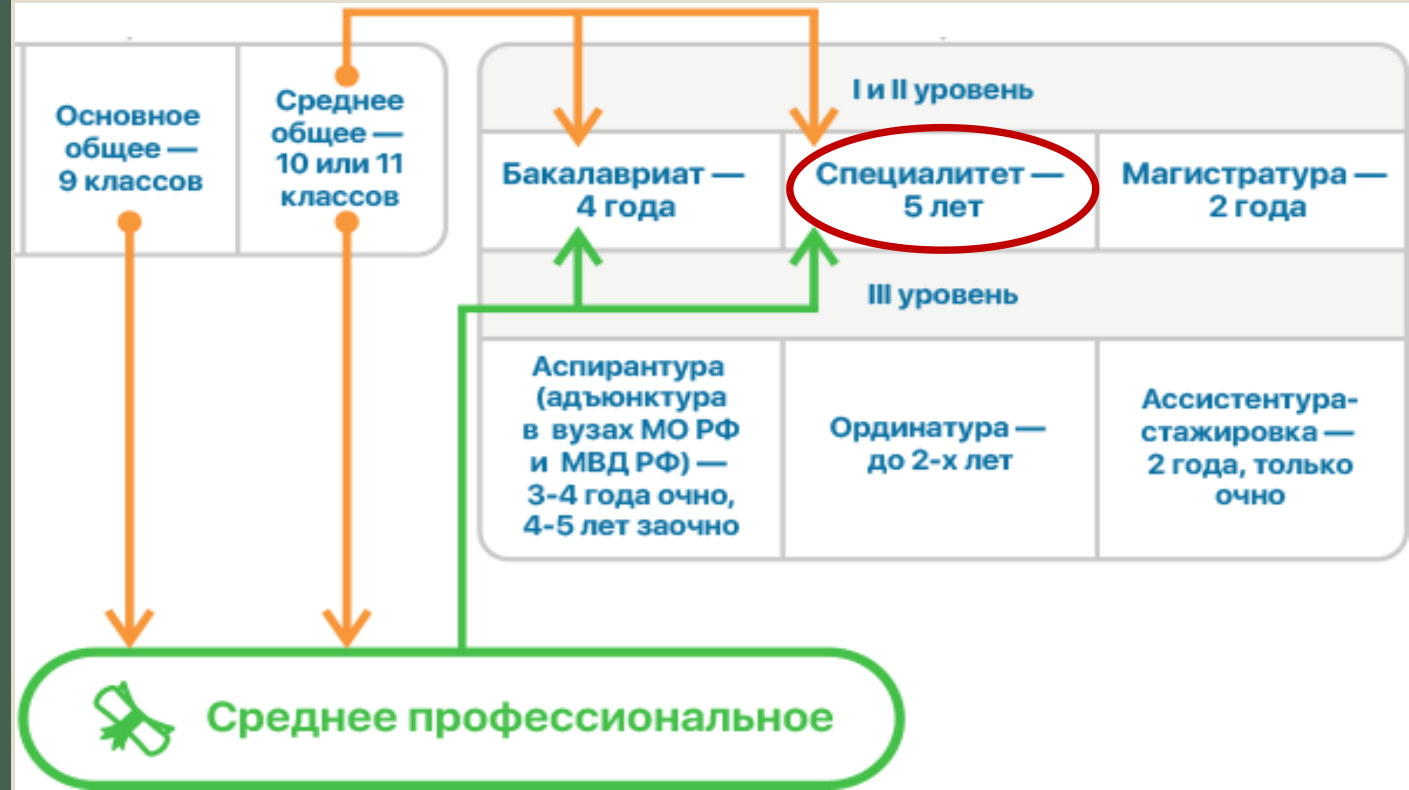 Основное
общее —
9 классов
Среднее
общее —
10 или 11
классов
I и II уровень
Бакалавриат —
4 года
Специалитет —
5 лет
Магистратура —
2 года
III уровень
Аспирантура
(адъюнктура
в вузах МО РФ
и МВД РФ) —
3-4 года очно,
4-5 лет заочно
Ординатура —
до 2-х лет
Ассистентура-
стажировка —
2 года, только
очно
Среднее профессиональное